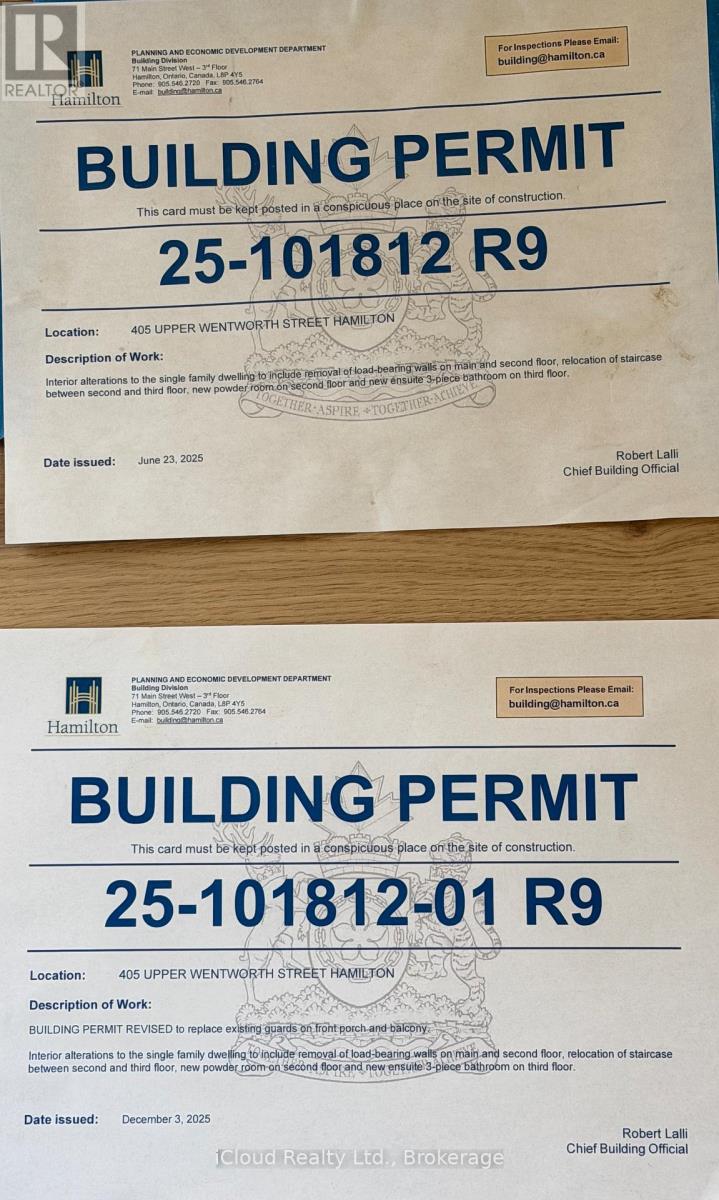 R
REALTOR
Hamilton
PLANNING AND ECONOMIC DEVELOPMENT DEPARTMENT
Building Division
71 Main Street West – 3rd Floor
Hamilton, Ontario, Canada, L8P 4Y5
Phone: 905.546.2720 Fax: 905.546.2764
E-mail: building@hamilton.ca
For Inspections Please Email:
building@hamilton.ca
BUILDING PERMIT
This card must be kept posted in a conspicuous place on the site of construction.
25-101812 R9
Location: 405 UPPER WENTWORTH STREET HAMILTON
Description of Work:
Interior alterations to the single family dwelling to include removal of load-bearing walls on main and second floor, relocation of staircase
between second and third floor, new powder room on second floor and new ensuite 3-piece bathroom on third floor.
TOGETHER·ASPIRE TOGETHER·ACHIEVE
Date issued: June 23, 2025
Robert Lalli
Chief Building Official
Hamilton
PLANNING AND ECONOMIC DEVELOPMENT DEPARTMENT
Building Division
71 Main Street West – 3rd Floor
Hamilton, Ontario, Canada, L8P 4Y5
Phone: 905.546.2720 Fax: 905.546.2764
E-mail: building@hamilton.ca
For Inspections Please Email:
building@hamilton.ca
BUILDING PERMIT
This card must be kept posted in a conspicuous place on the site of construction.
25-101812-01 R9
Location: 405 UPPER WENTWORTH STREET HAMILTON
Description of Work:
BUILDING PERMIT REVISED to replace existing guards on front porch and balcony.
Interior alterations to the single family dwelling to include removal of load-bearing walls on main and second floor, relocation of staircase
between second and third floor, new powder room on second floor and new ensuite 3-piece bathroom on third floor.
Date issued: December 3, 2025
Robert Lalli
Chief Building Official
iCloud Realty Ltd., Brokerage